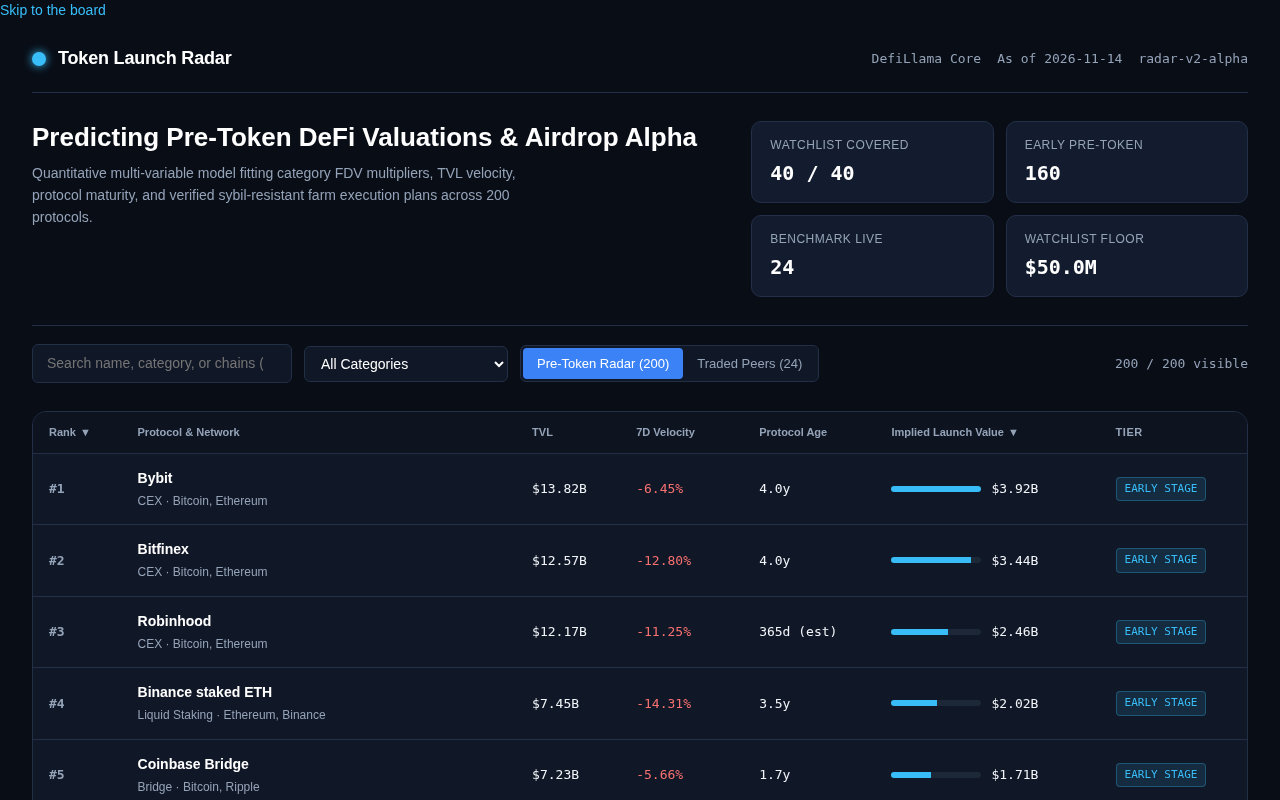 Skip to the board
Token Launch Radar
DefiLlama Core As of 2026-11-14 radar-v2-alpha
Predicting Pre-Token DeFi Valuations & Airdrop Alpha
Quantitative multi-variable model fitting category FDV multipliers, TVL velocity,
protocol maturity, and verified sybil-resistant farm execution plans across 200
protocols.
WATCHLIST COVERED
40 / 40
EARLY PRE-TOKEN
160
BENCHMARK LIVE
24
WATCHLIST FLOOR
$50.0M
Search name, category, or chains (
All Categories
Pre-Token Radar (200)
Traded Peers (24)
200 / 200 visible
Rank ▼ Protocol & Network TVL 7D Velocity Protocol Age Implied Launch Value ▼ TIER
#1 Bybit $13.82B -6.45% 4.0y $3.92B EARLY STAGE
CEX · Bitcoin, Ethereum
#2 Bitfinex $12.57B -12.80% 4.0y $3.44B EARLY STAGE
CEX · Bitcoin, Ethereum
#3 Robinhood $12.17B -11.25% 365d (est) $2.46B EARLY STAGE
CEX · Bitcoin, Ethereum
#4 Binance staked ETH $7.45B -14.31% 3.5y $2.02B EARLY STAGE
Liquid Staking · Ethereum, Binance
#5 Coinbase Bridge $7.23B -5.66% 1.7y $1.71B EARLY STAGE
Bridge · Bitcoin, Ripple